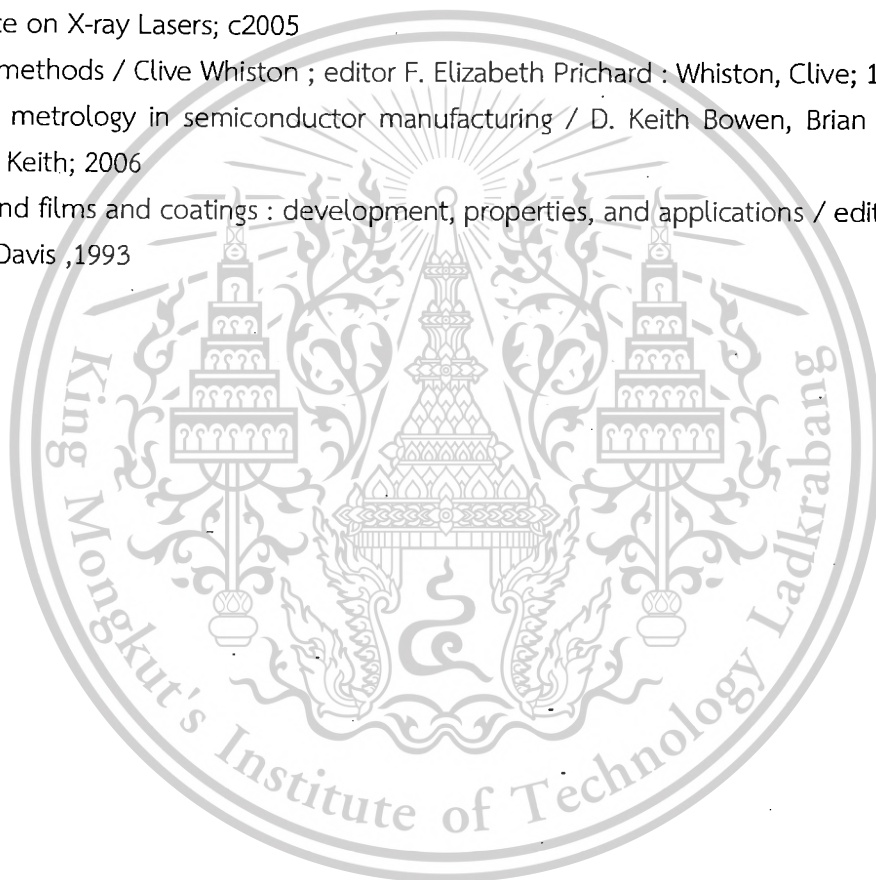 ce on X-ray Lasers; c2005
methods / Clive Whiston ; editor F. Elizabeth Prichard : Whiston, Clive; 1
metrology in semiconductor manufacturing / D. Keith Bowen, Brian
Keith; 2006
nd films and coatings : development, properties, and applications / edit
Davis ,1993
King Mongkut's Institute of Technology Ladkrabang